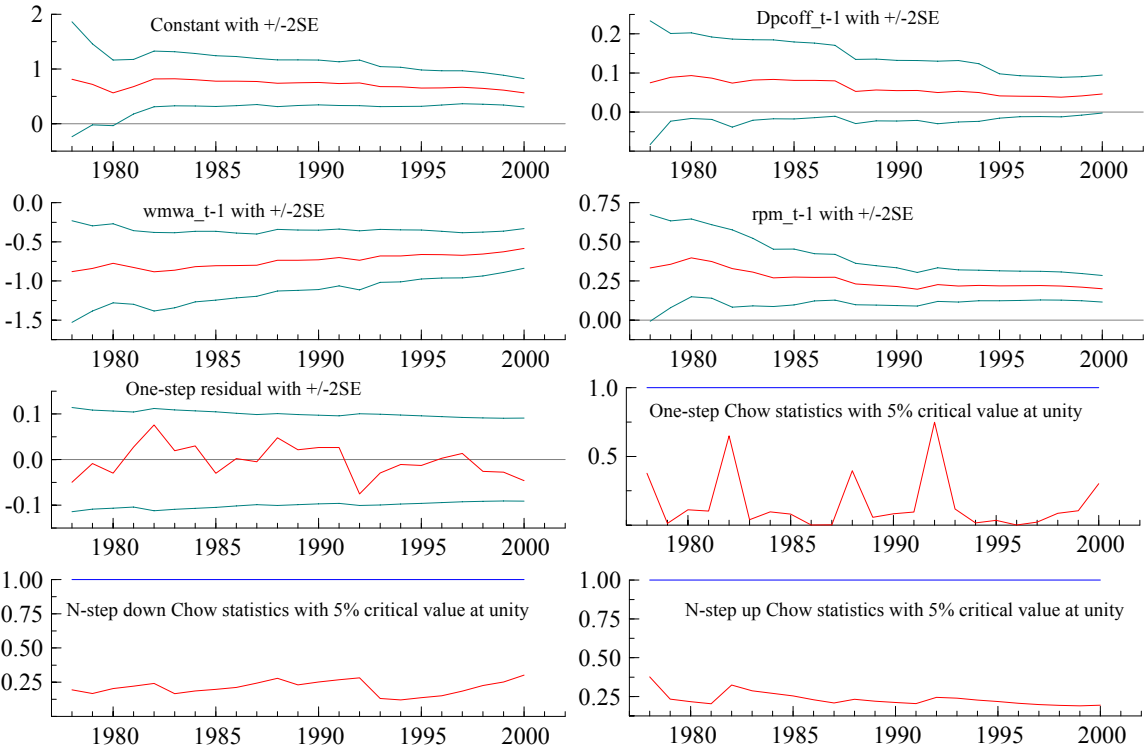 Constant with +/-2SE
2
1
0
1980 1985 1990 1995 2000
Dpcoff_t-1 with +/-2SE
0.2
0.1
0.0
1980 1985 1990 1995 2000
wmwa_t-1 with +/-2SE
0.0
-0.5
-1.0
-1.5
1980 1985 1990 1995 2000
rpm_t-1 with +/-2SE
0.75
0.50
0.25
0.00
1980 1985 1990 1995 2000
One-step residual with +/-2SE
0.1
0.0
-0.1
1980 1985 1990 1995 2000
1.0
One-step Chow statistics with 5% critical value at unity
0.5
1980 1985 1990 1995 2000
1.00
N-step down Chow statistics with 5% critical value at unity
0.75
0.50
0.25
1980 1985 1990 1995 2000
1.00
N-step up Chow statistics with 5% critical value at unity
0.75
0.50
0.25
1980 1985 1990 1995 2000